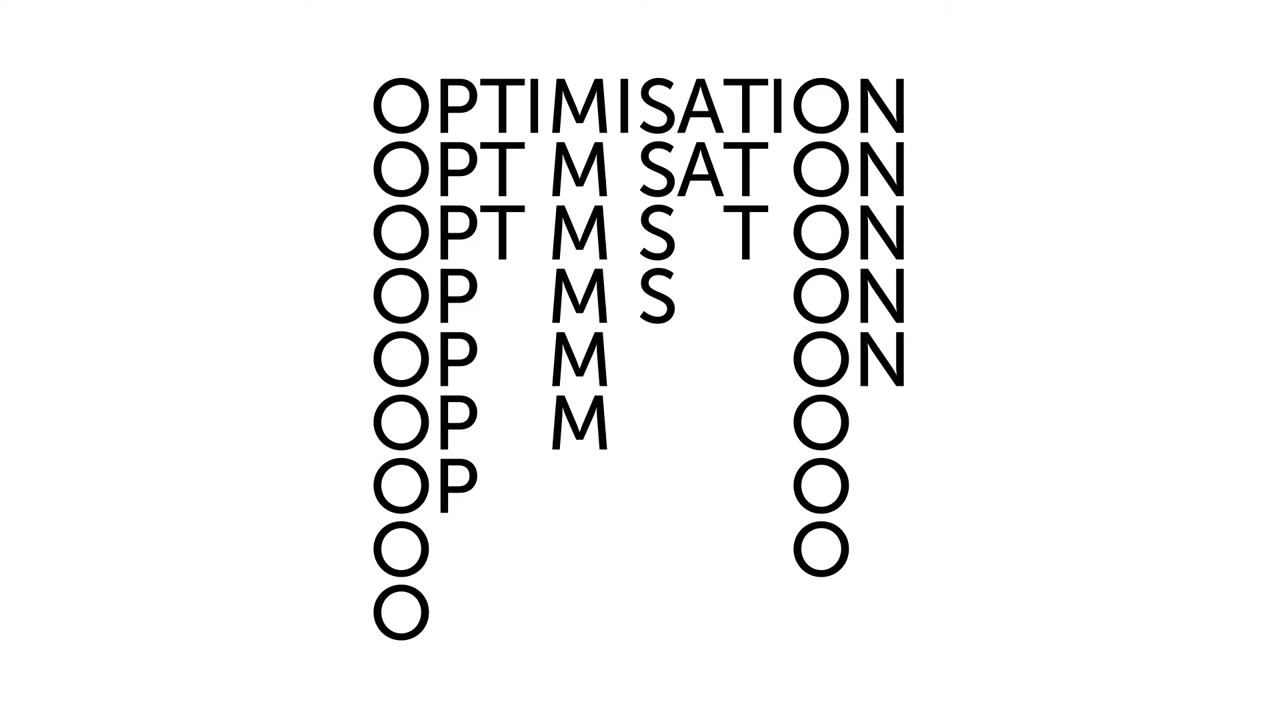 OPTIMISATION
OPT M SAT ON
OPT M S T ON
OP M S ON
OP M ON
OP M O
OP O
O O
O